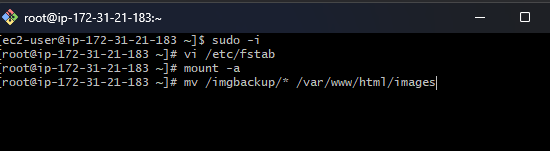 root@ip-172-31-21-183:~
[ec2-user@ip-172-31-21-183 ~]$ sudo -i
[root@ip-172-31-21-183 ~]# vi /etc/fstab
[root@ip-172-31-21-183 ~]# mount -a
[root@ip-172-31-21-183 ~]# mv /imgbackup/* /var/www/html/images